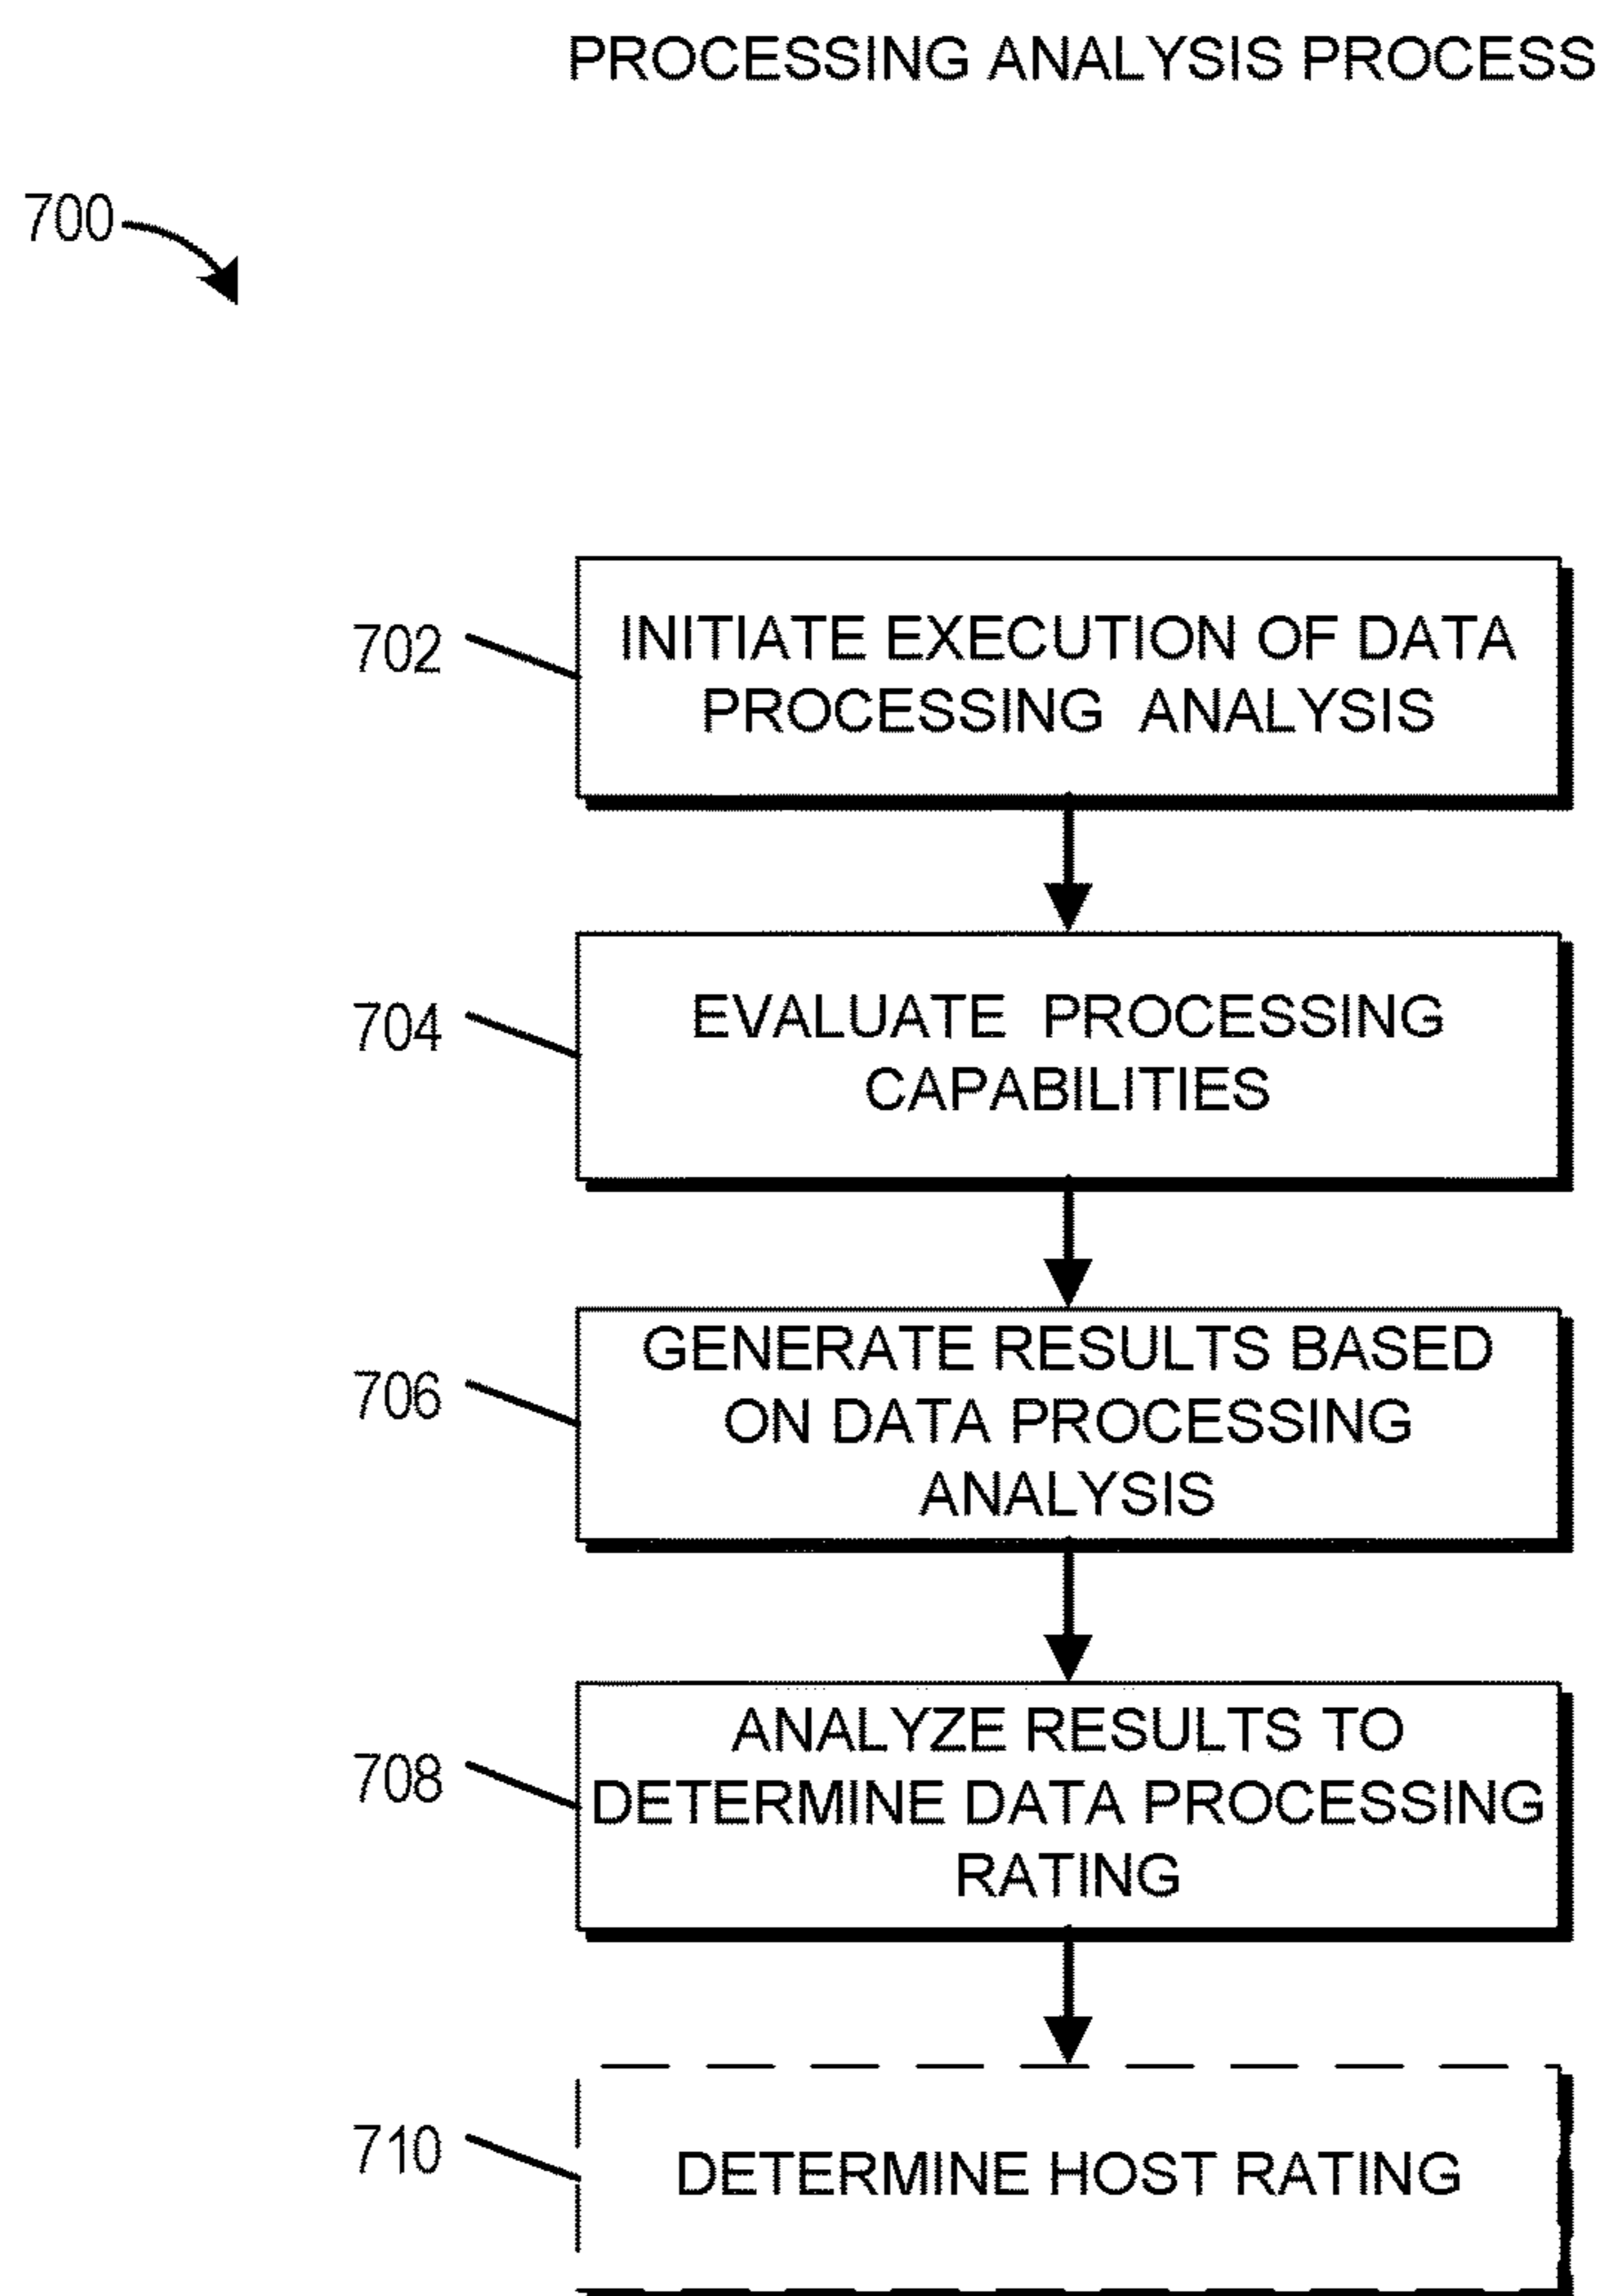 PROCESSING ANALYSIS PROCESS
700
702
INITIATE EXECUTION OF DATA
PROCESSING ANALYSIS
704
EVALUATE PROCESSING
CAPABILITIES
706
GENERATE RESULTS BASED
ON DATA PROCESSING
ANALYSIS
708
ANALYZE RESULTS TO
DETERMINE DATA PROCESSING
RATING
710
DETERMINE HOST RATING